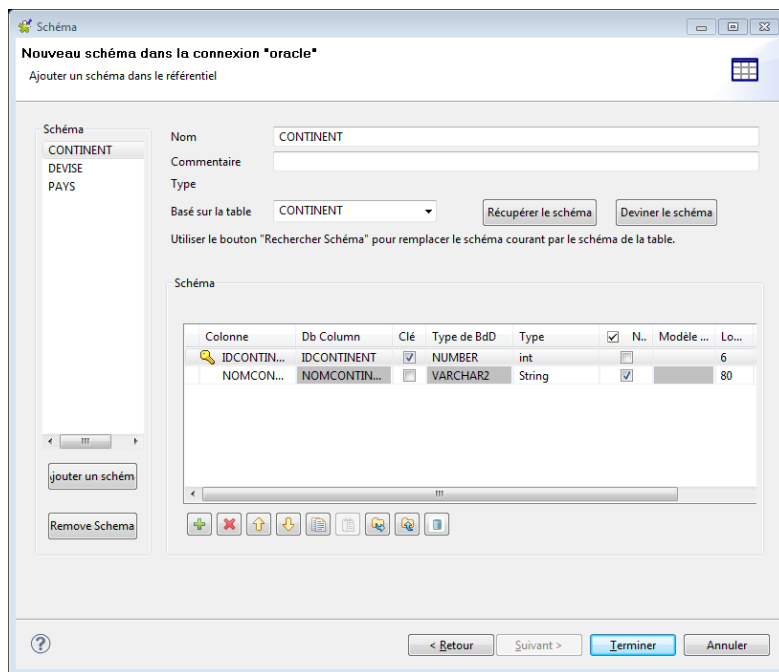 Schéma
Nouveau schéma dans la connexion "oracle"
Ajouter un schéma dans le référentiel
Schéma
CONTINENT
DEVISE
PAYS
Nom CONTINENT
Commentaire
Type
Basé sur la table CONTINENT Récupérer le schéma Deviner le schéma
Utiliser le bouton "Rechercher Schéma" pour remplacer le schéma courant par le schéma de la table.
Schéma
Colonne Db Column Clé Type de BdD Type N.. Modèle ... Lo...
IDCONTIN... IDCONTINENT NUMBER int 6
NOMCON... NOMCONTIN... VARCHAR2 String 80
jouter un schém
Remove Schema
? < Retour Suivant > Terminer Annuler